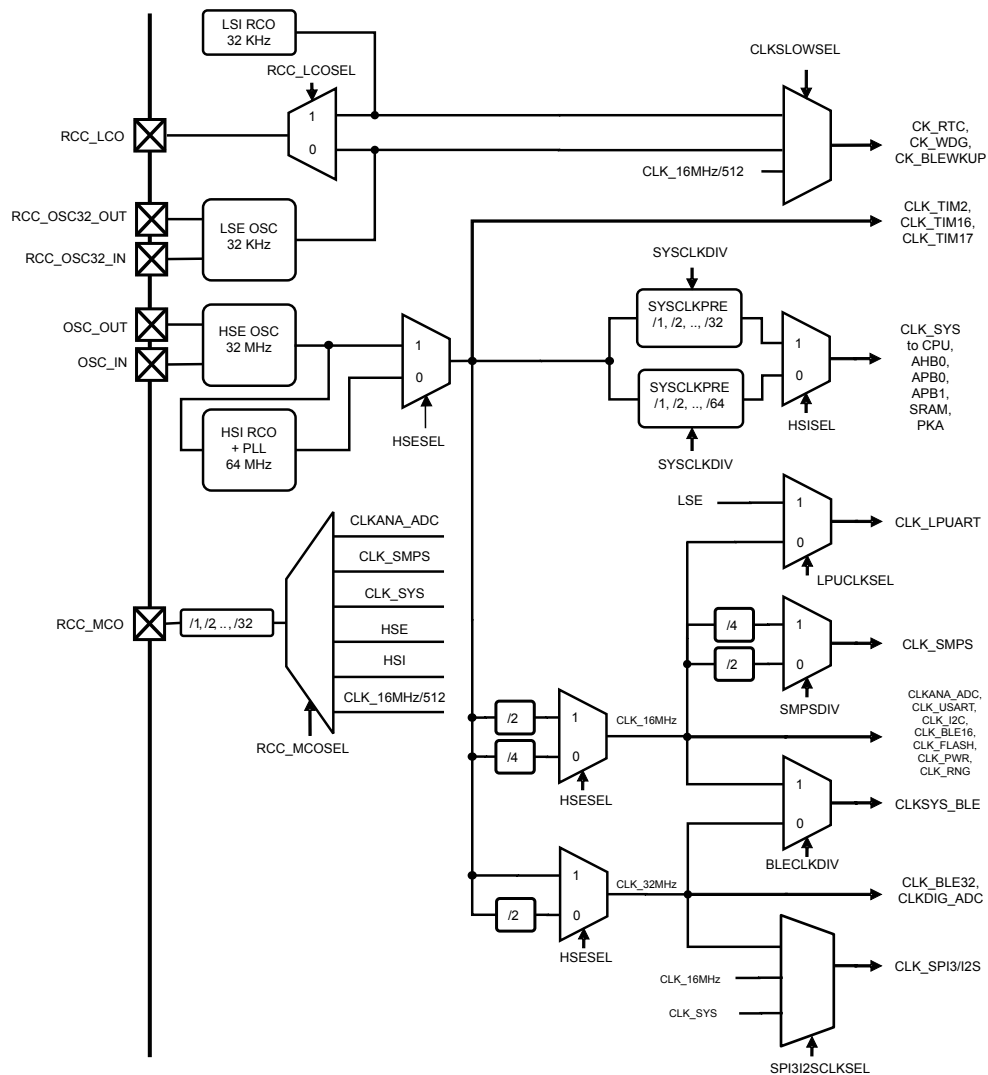 LSI RCO
32 KHz
RCC_LCOSEL
CLKSLOWSEL
1
0
RCC_LCO
CLK_16MHz/512
CK_RTC,
CK_WDG,
CK_BLEWKUP
RCC_OSC32_OUT
RCC_OSC32_IN
LSE OSC
32 KHz
CLK_TIM2,
CLK_TIM16,
CLK_TIM17
OSC_OUT
OSC_IN
HSE OSC
32 MHz
1
0
HSESEL
HSI RCO
+ PLL
64 MHz
SYSCLKDIV
SYSCLKPRE
/1, /2, .., /32
SYSCLKPRE
/1, /2, .., /64
SYSCLKDIV
1
0
HSISEL
CLK_SYS
to CPU,
AHB0,
APB0,
APB1,
SRAM,
PKA
LSE
1
0
LPUCLKSEL
CLK_LPUART
RCC_MCO
/1, /2, .., /32
CLKANA_ADC
CLK_SMPS
CLK_SYS
HSE
HSI
CLK_16MHz/512
RCC_MCOSEL
/4
/2
1
0
SMPSDIV
CLK_SMPS
/2
/4
1
0
HSESEL
CLK_16MHz
CLKANA_ADC,
CLK_USART,
CLK_I2C,
CLK_BLE16,
CLK_FLASH,
CLK_PWR,
CLK_RNG
1
0
BLECLKDIV
CLKSYS_BLE
/2
1
0
HSESEL
CLK_32MHz
CLK_BLE32,
CLKDIG_ADC
CLK_16MHz
CLK_SYS
CLK_SPI3/I2S
SPI3I2SCLKSEL